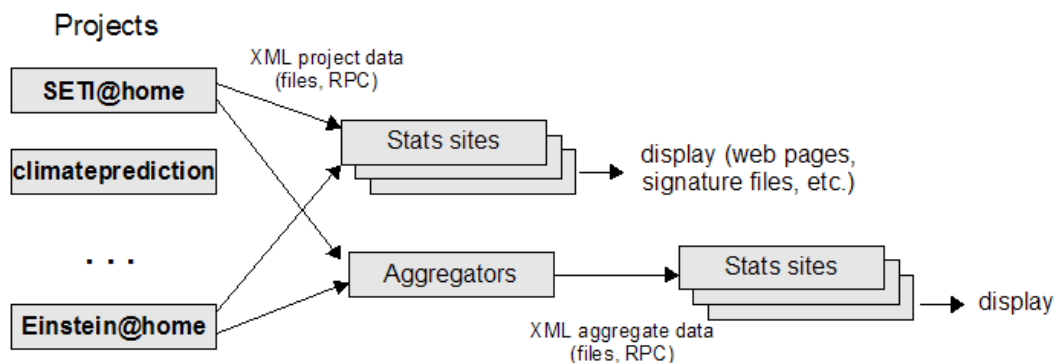 Projects
XML project data
(files, RPC)
SETI@home
Stats sites
climateprediction
display (web pages,
signature files, etc.)
. . .
Aggregators
Stats sites
Einstein@home
display
XML aggregate data
(files, RPC)